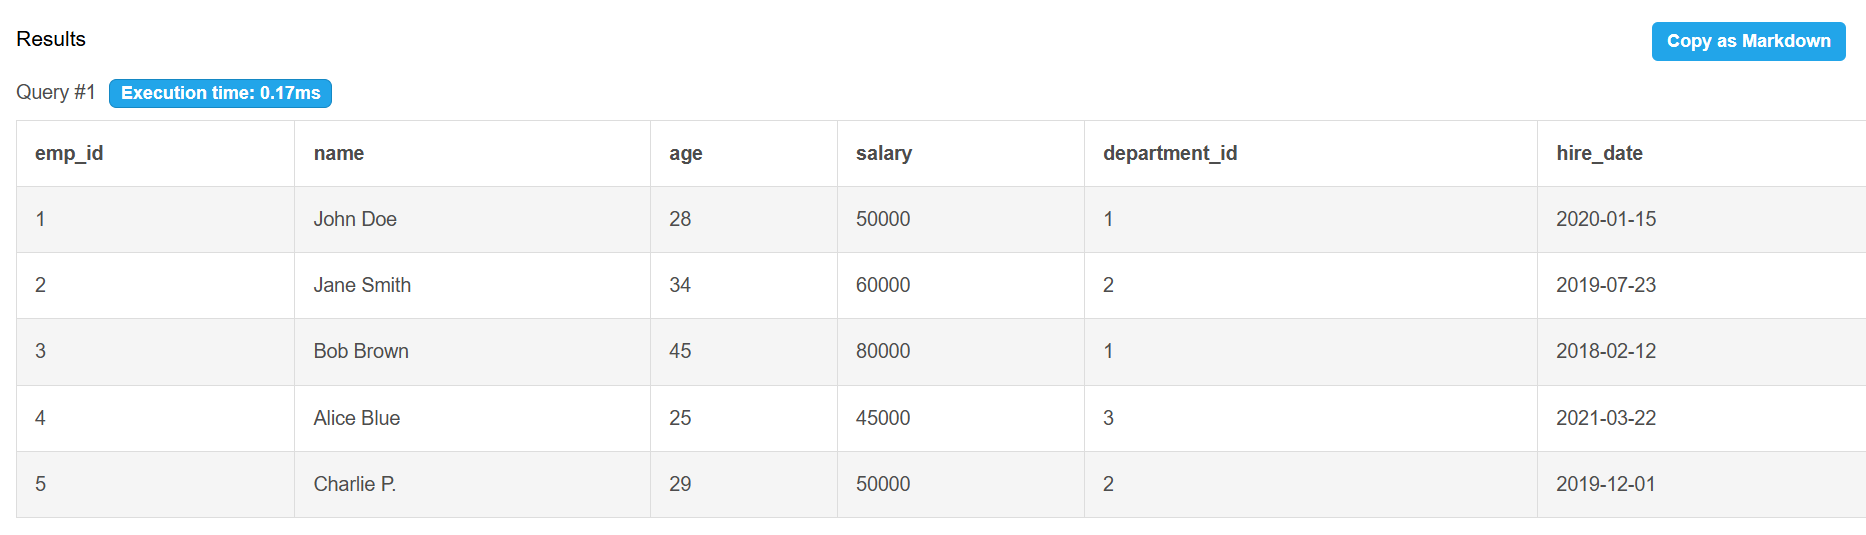 Results
Copy as Markdown
Query #1 Execution time: 0.17ms
emp_id name age salary department_id hire_date
1 John Doe 28 50000 1 2020-01-15
2 Jane Smith 34 60000 2 2019-07-23
3 Bob Brown 45 80000 1 2018-02-12
4 Alice Blue 25 45000 3 2021-03-22
5 Charlie P. 29 50000 2 2019-12-01